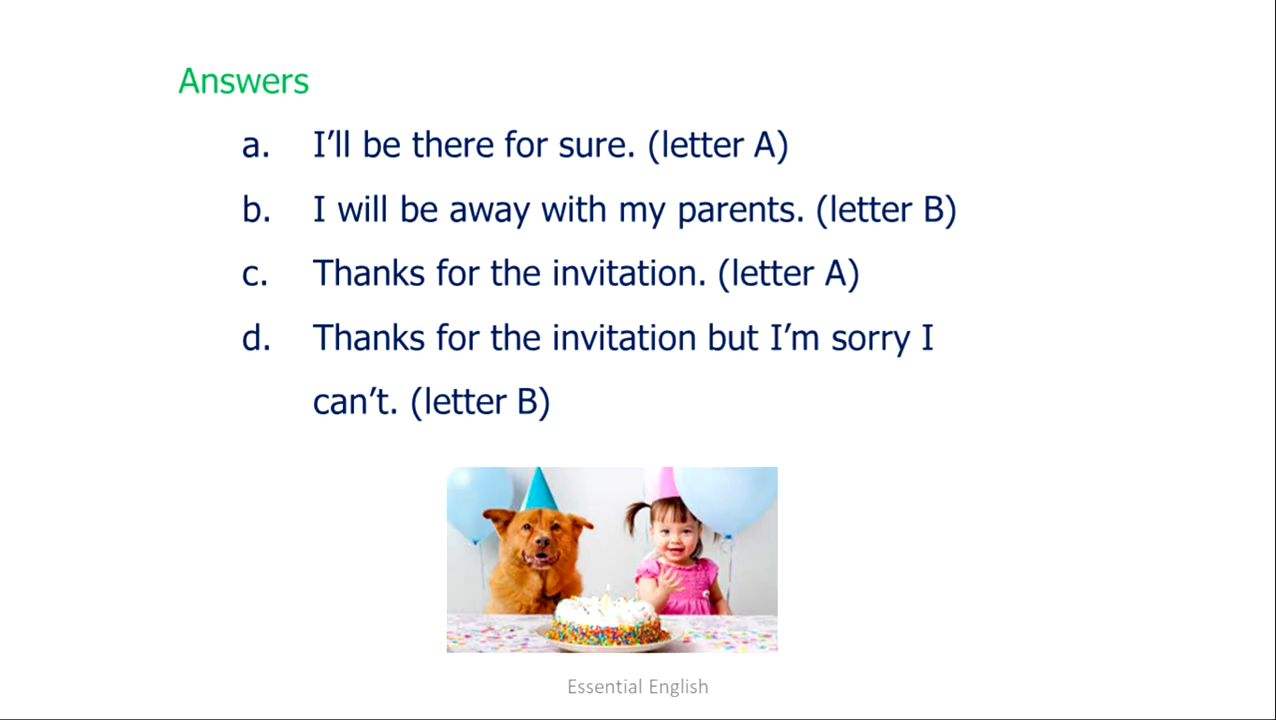 Answers
a. I’ll be there for sure. (letter A)
b. I will be away with my parents. (letter B)
c. Thanks for the invitation. (letter A)
d. Thanks for the invitation but I’m sorry I
can’t. (letter B)
Essential English